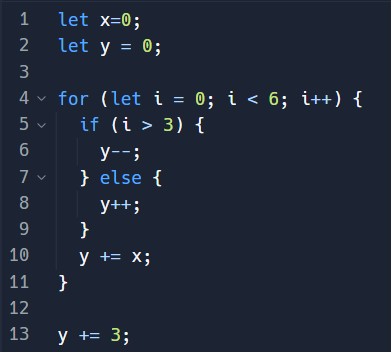 1 let x=0;
2 let y = 0;
3
4 for (let i = 0; i < 6; i++) {
5   if (i > 3) {
6     y--;
7   } else {
8     y++;
9   }
10   y += x;
11 }
12
13 y += 3;